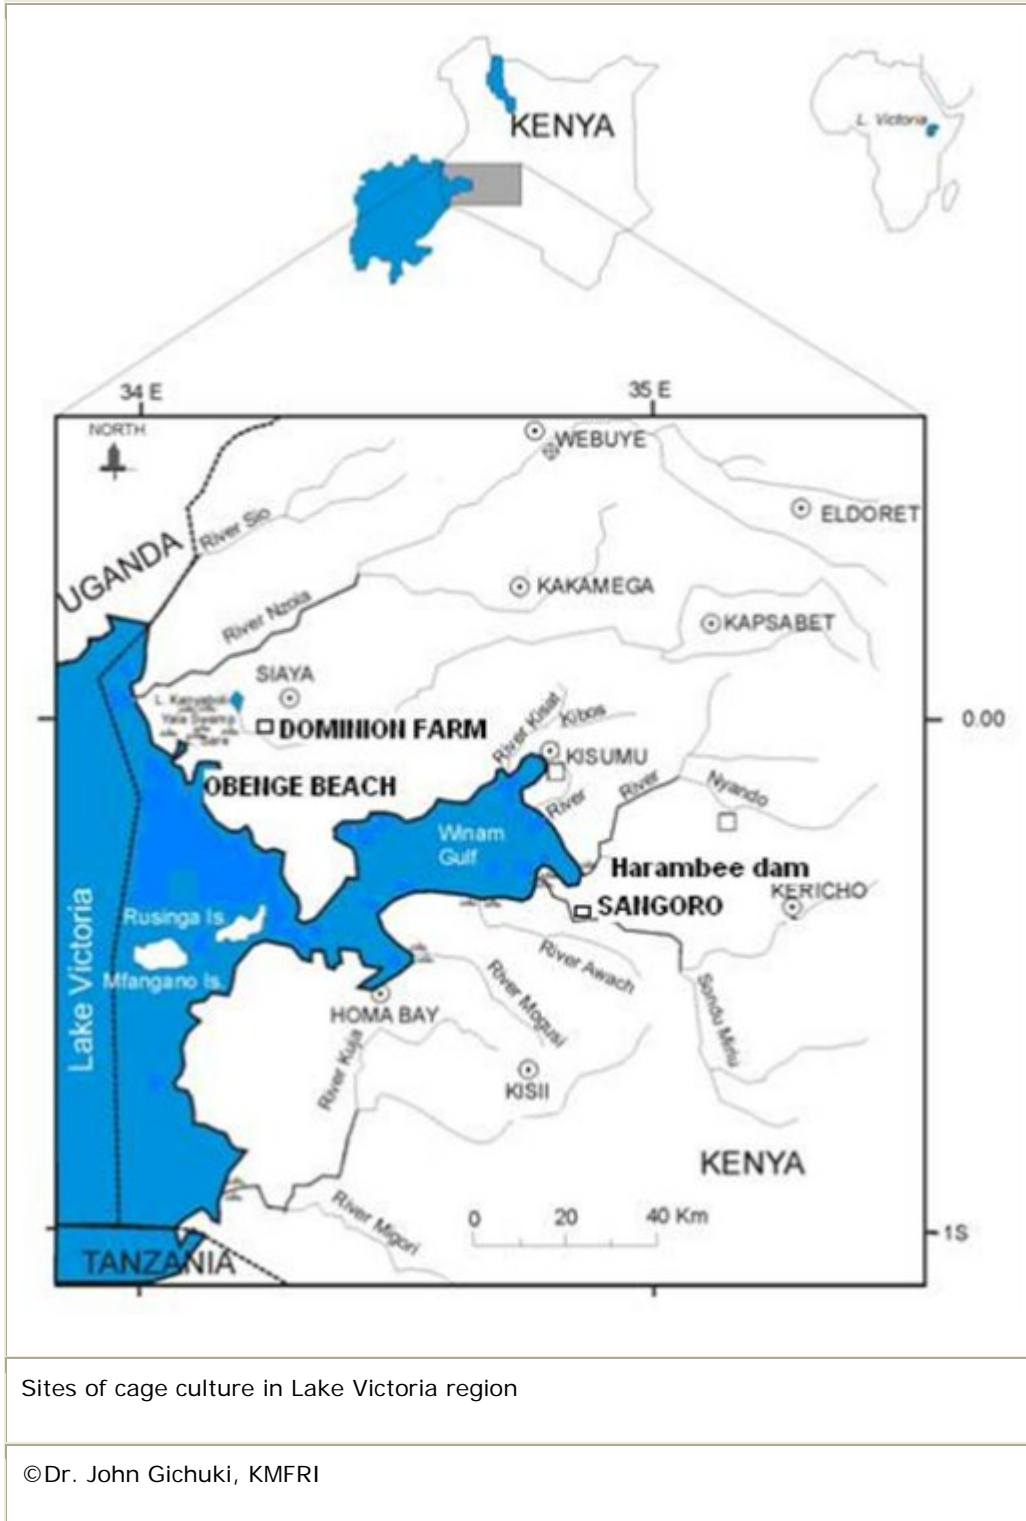 KENYA
L. Victoria
34 E
35 E
NORTH
WEBUYE
ELDORET
River Sio
UGANDA
KAKAMEGA
River Nzoia
KAPSABET
SIAYA
L. Kanyaboli
Yala Swamp
DOMINION FARM
River Kisat
Kibos
0.00
KISUMU
OBENGE BEACH
River
River
Nyando
Winam
Gulf
Harambee dam
KERICHO
SANGORO
Lake Victoria
Rusinga Is.
River Awach
Mfangano Is.
River Mogusi
Sondu Miriu
HOMA BAY
River Kuja
KISII
KENYA
River Migori
0 20 40 Km
1S
TANZANIA
Sites of cage culture in Lake Victoria region
©Dr. John Gichuki, KMFRI